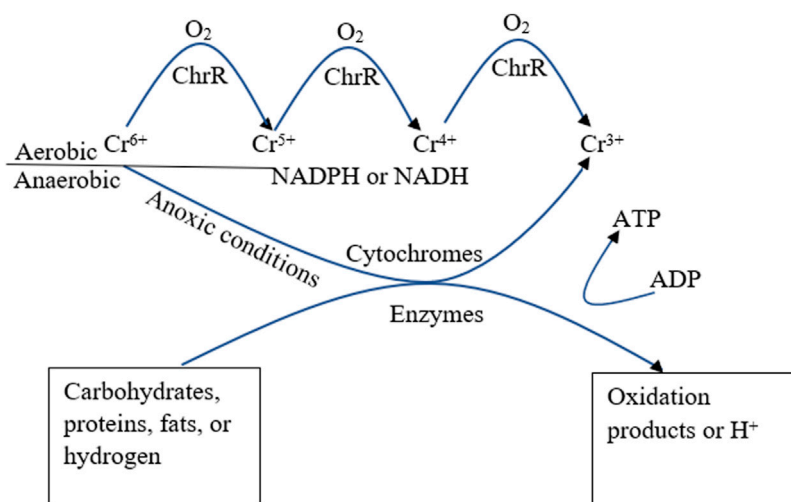 O₂
O₂
O₂
ChrR
ChrR
ChrR
Cr⁶⁺
Cr⁵⁺
Cr⁴⁺
Cr³⁺
Aerobic
Anaerobic
NADPH or NADH
Anoxic conditions
Cytochromes
Enzymes
ATP
ADP
Carbohydrates,
proteins, fats, or
hydrogen
Oxidation
products or H⁺